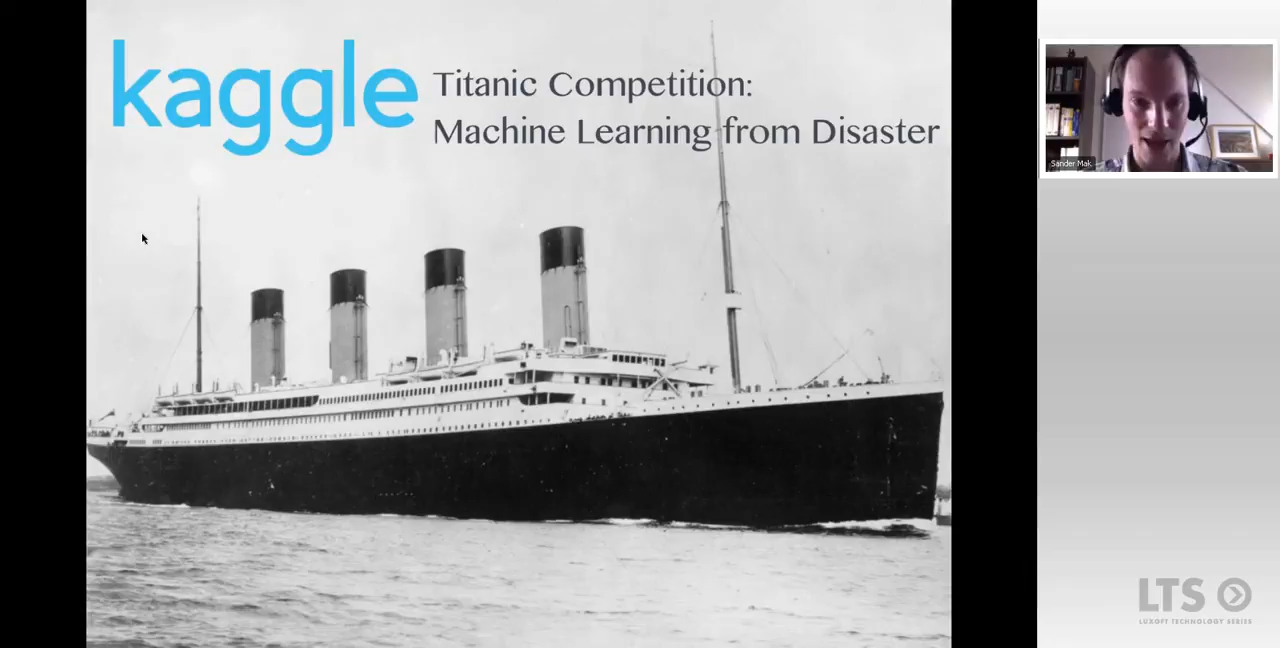 kaggle
Titanic Competition:
Machine Learning from Disaster
Sander Mak
LTS
LUXOFT TECHNOLOGY SERIES